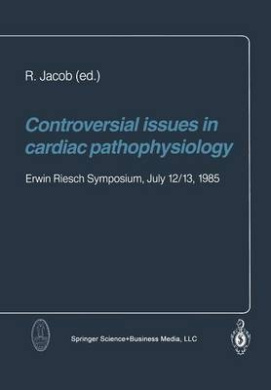 R. Jacob (ed.)
Controversial issues in
cardiac pathophysiology
Erwin Riesch Symposium, July 12/13, 1985
Springer Science+Business Media, LLC